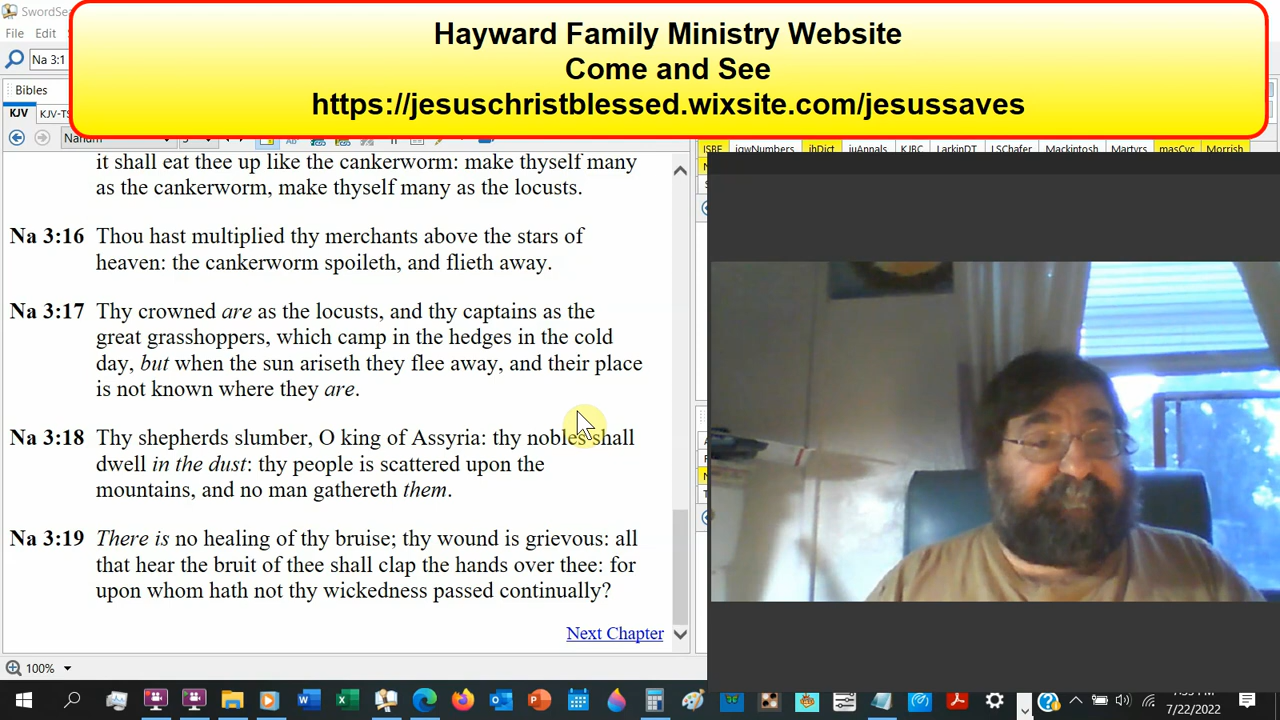 SwordSe
Hayward Family Ministry Website
Come and See
https://jesuschristblessed.wixsite.com/jesussaves
File Edit
Na 3:1
Bibles
KJV KJV-TS
Nahum
ISBE jgwNumbers jhDict juAnnals KJBC LarkinDT LSChafer Mackintosh Martyrs masCyc Morrish
it shall eat thee up like the cankerworm: make thyself many
as the cankerworm, make thyself many as the locusts.
Na 3:16 Thou hast multiplied thy merchants above the stars of
heaven: the cankerworm spoileth, and flieth away.
Na 3:17 Thy crowned are as the locusts, and thy captains as the
great grasshoppers, which camp in the hedges in the cold
day, but when the sun ariseth they flee away, and their place
is not known where they are.
Na 3:18 Thy shepherds slumber, O king of Assyria: thy nobles shall
dwell in the dust: thy people is scattered upon the
mountains, and no man gathereth them.
Na 3:19 There is no healing of thy bruise; thy wound is grievous: all
that hear the bruit of thee shall clap the hands over thee: for
upon whom hath not thy wickedness passed continually?
Next Chapter
100%
7/22/2022